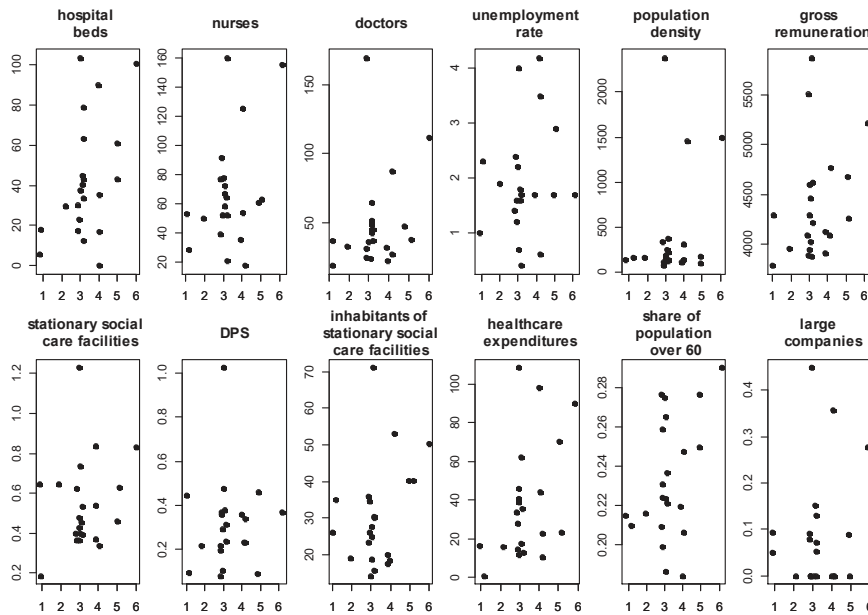 hospital
beds
nurses
doctors
unemployment
rate
population
density
gross
remuneration
0 20 40 60 80 100
1 2 3 4 5 6
20 40 60 80 100 120 140 160
1 2 3 4 5 6
50 100 150
1 2 3 4 5 6
1 2 3 4
1 2 3 4 5 6
0 500 1000 1500 2000
1 2 3 4 5 6
4000 4500 5000 5500
1 2 3 4 5 6
stationary social
care facilities
DPS
inhabitants of
stationary social
care facilities
healthcare
expenditures
share of
population
over 60
large
companies
0.2 0.4 0.6 0.8 1.0 1.2
1 2 3 4 5 6
0.2 0.4 0.6 0.8 1.0
1 2 3 4 5 6
20 30 40 50 60 70
1 2 3 4 5 6
0 20 40 60 80 100
1 2 3 4 5 6
0.20 0.22 0.24 0.26 0.28
1 2 3 4 5 6
0.0 0.1 0.2 0.3 0.4
1 2 3 4 5 6